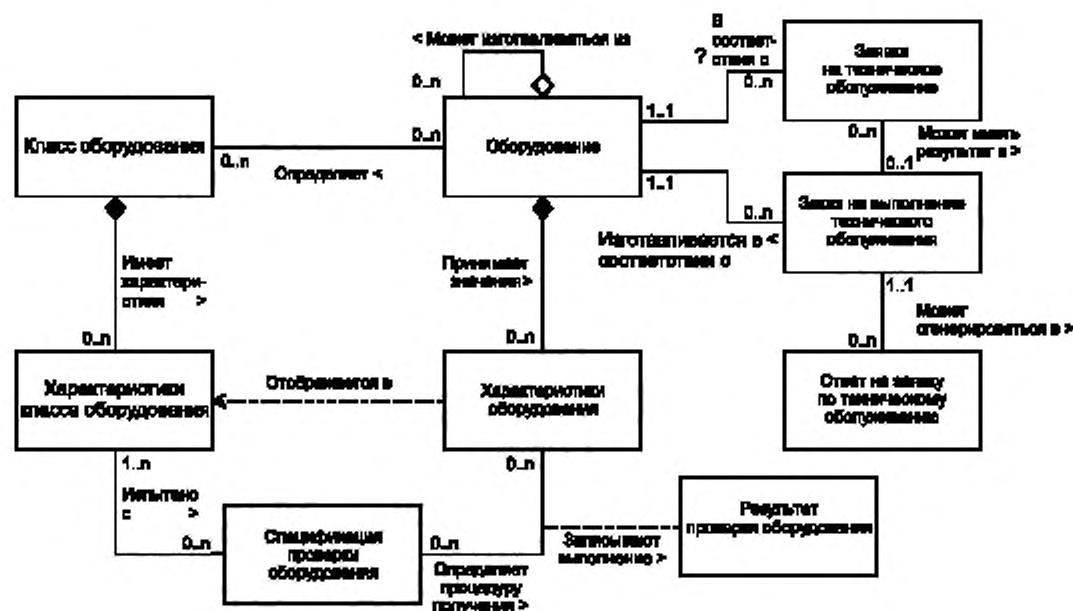 < Может изготавливаться из
0..n
В
соответ-
? ствии с
0..n
Заявка
на техническое
обслуживание
1..1
0..n
Может иметь
результат в >
0..1
Класс оборудования
0..n
Определяет <
0..n
Оборудование
1..1
0..n
Изготавливается в <
соответствии с
Заказ на выполнение
технического
обслуживания
1..1
Может
сгенерироваться в >
0..n
Имеет
характери-
стики >
0..n
Принимает
значения >
0..n
Характеристики
класса оборудования
Отображается в
Характеристики
оборудования
Ответ на заявку
по техническому
обслуживанию
1..n
0..n
Испытано
с >
0..n
Спецификация
проверки
оборудования
0..n
Определяет
процедуру
получения >
Записывают
выполнение >
Результат
проверки оборудования